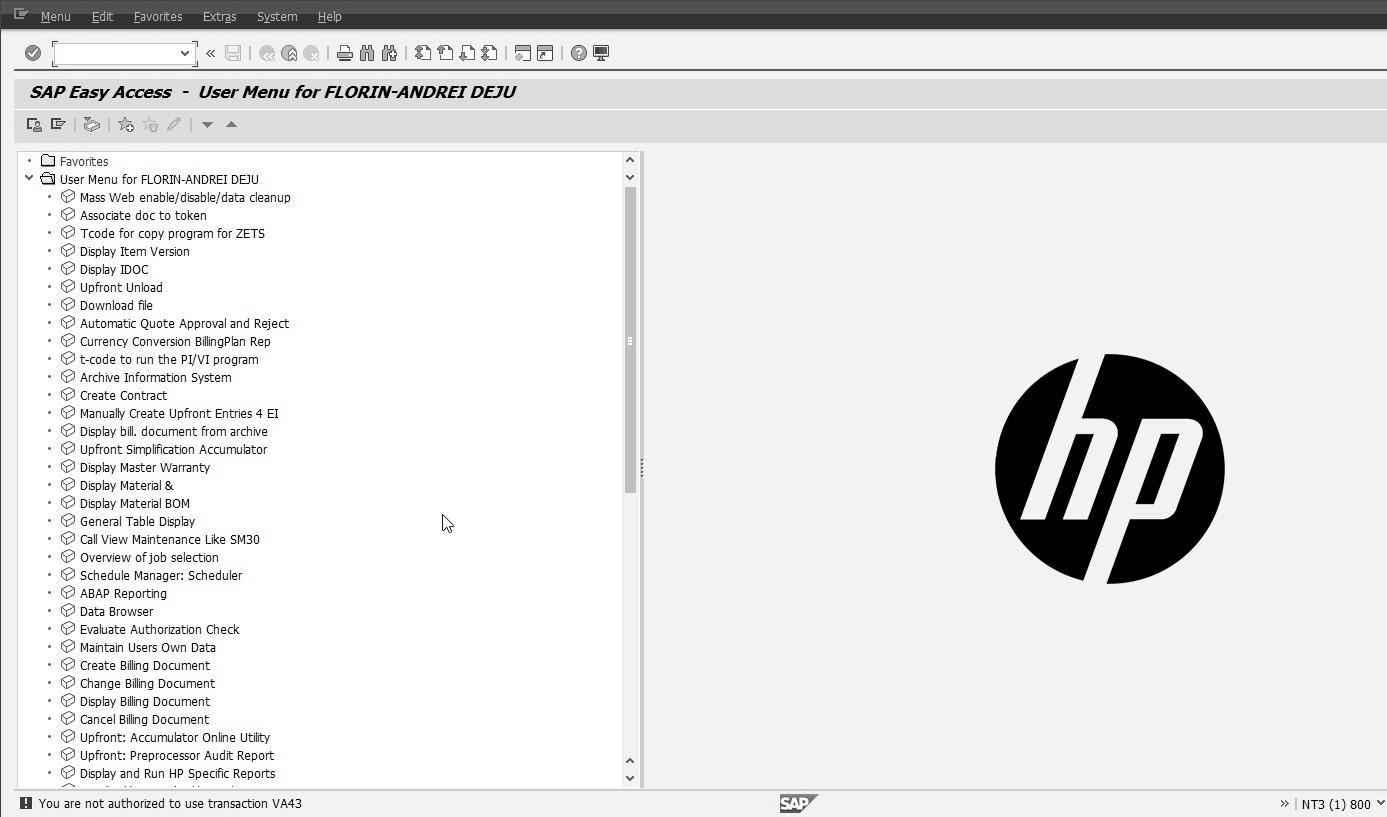 Menu Edit Favorites Extras System Help
SAP Easy Access - User Menu for FLORIN-ANDREI DEJU
Favorites
User Menu for FLORIN-ANDREI DEJU
Mass Web enable/disable/data cleanup
Associate doc to token
Tcode for copy program for ZETS
Display Item Version
Display IDOC
Upfront Unload
Download file
Automatic Quote Approval and Reject
Currency Conversion BillingPlan Rep
t-code to run the PI/VI program
Archive Information System
Create Contract
Manually Create Upfront Entries 4 EI
Display bill. document from archive
Upfront Simplification Accumulator
Display Master Warranty
Display Material &
Display Material BOM
General Table Display
Call View Maintenance Like SM30
Overview of job selection
Schedule Manager: Scheduler
ABAP Reporting
Data Browser
Evaluate Authorization Check
Maintain Users Own Data
Create Billing Document
Change Billing Document
Display Billing Document
Cancel Billing Document
Upfront: Accumulator Online Utility
Upfront: Preprocessor Audit Report
Display and Run HP Specific Reports
hp
You are not authorized to use transaction VA43
SAP
NT3 (1) 800